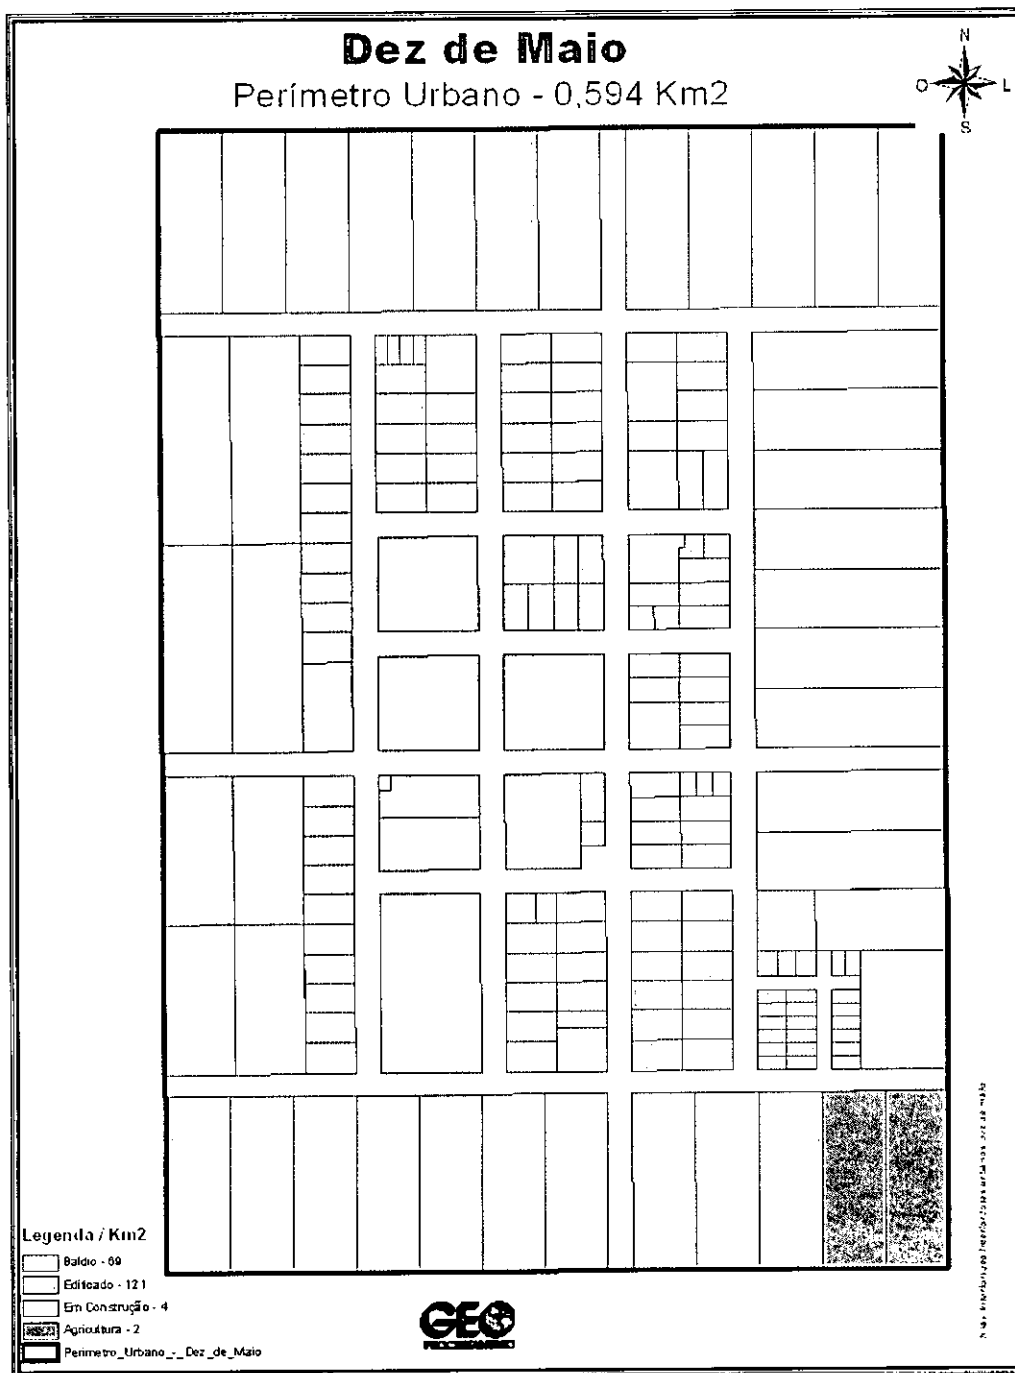 Dez de Maio
Perímetro Urbano - 0,594 Km2
N
O
L
S
Legenda / Km2
Baldio - 69
Edificado - 121
Em Construção - 4
Agricultura - 2
Perimetro_Urbano_-_Dez_de_Maio
GEO